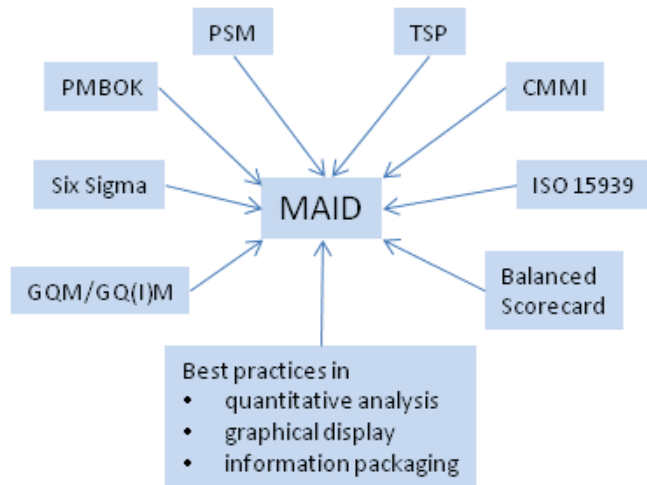 PSM
TSP
PMBOK
CMMI
Six Sigma
MAID
ISO 15939
GQM/GQ(I)M
Balanced
Scorecard
Best practices in
• quantitative analysis
• graphical display
• information packaging